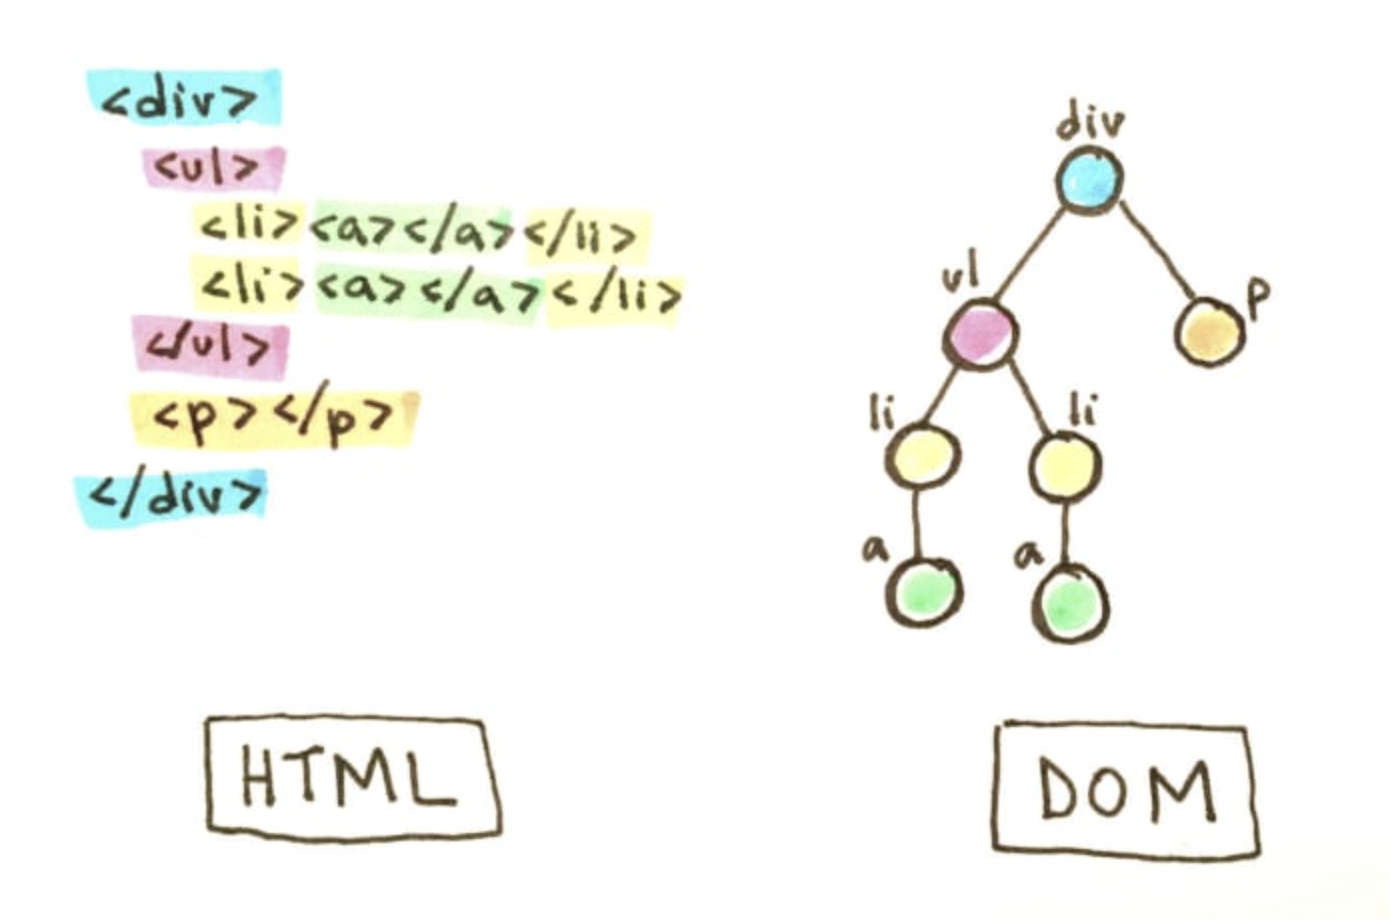 <div>
<ul>
<li><a></a></li>
<li><a></a></li>
</ul>
<p></p>
</div>
HTML
div
ul
p
li
li
a
a
DOM